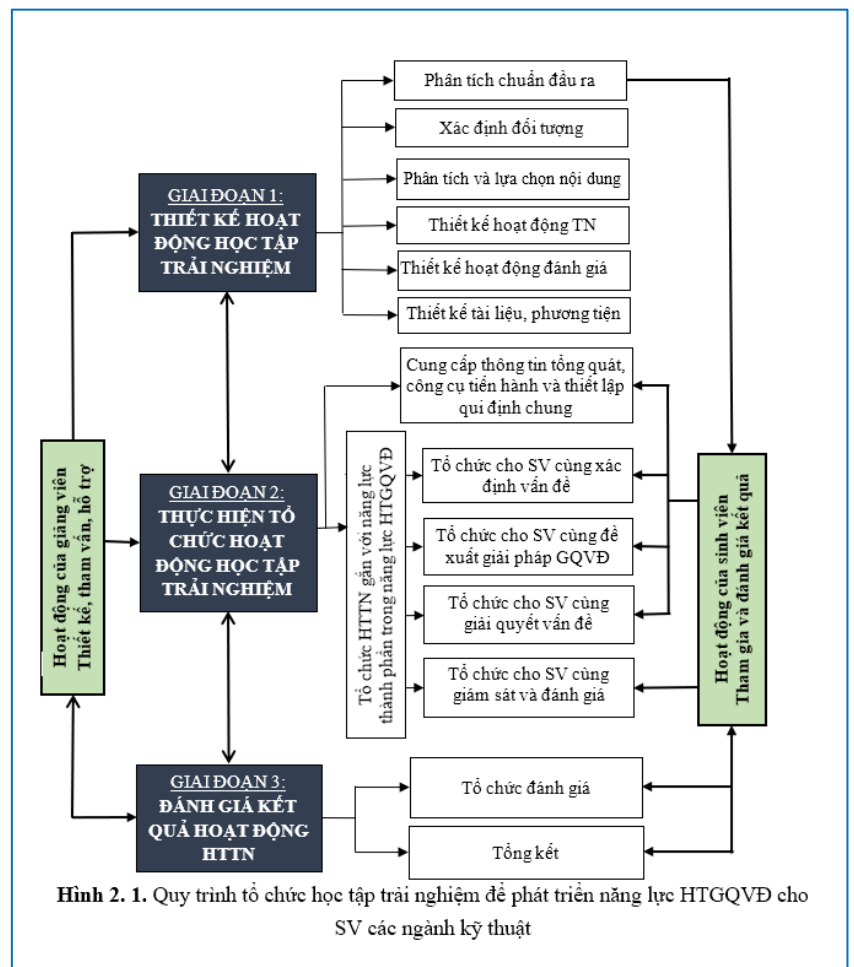 Phân tích chuẩn đầu ra
Xác định đối tượng
Phân tích và lựa chọn nội dung
Thiết kế hoạt động TN
Thiết kế hoạt động đánh giá
Thiết kế tài liệu, phương tiện
GIAI ĐOẠN 1:
THIẾT KẾ HOẠT
ĐỘNG HỌC TẬP
TRẢI NGHIỆM
Cung cấp thông tin tổng quát,
công cụ tiến hành và thiết lập
qui định chung
Hoạt động của giảng viên
Thiết kế, tham vấn, hỗ trợ
GIAI ĐOẠN 2:
THỰC HIỆN TỔ
CHỨC HOẠT
ĐỘNG HỌC TẬP
TRẢI NGHIỆM
Tổ chức HTTN gắn với năng lực
thành phần trong năng lực HTGQVĐ
Tổ chức cho SV cùng xác
định vấn đề
Tổ chức cho SV cùng đề
xuất giải pháp GQVĐ
Tổ chức cho SV cùng
giải quyết vấn đề
Tổ chức cho SV cùng
giám sát và đánh giá
Hoạt động của sinh viên
Tham gia và đánh giá kết quả
GIAI ĐOẠN 3:
ĐÁNH GIÁ KẾT
QUẢ HOẠT ĐỘNG
HTTN
Tổ chức đánh giá
Tổng kết
Hình 2. 1. Quy trình tổ chức học tập trải nghiệm để phát triển năng lực HTGQVĐ cho
SV các ngành kỹ thuật